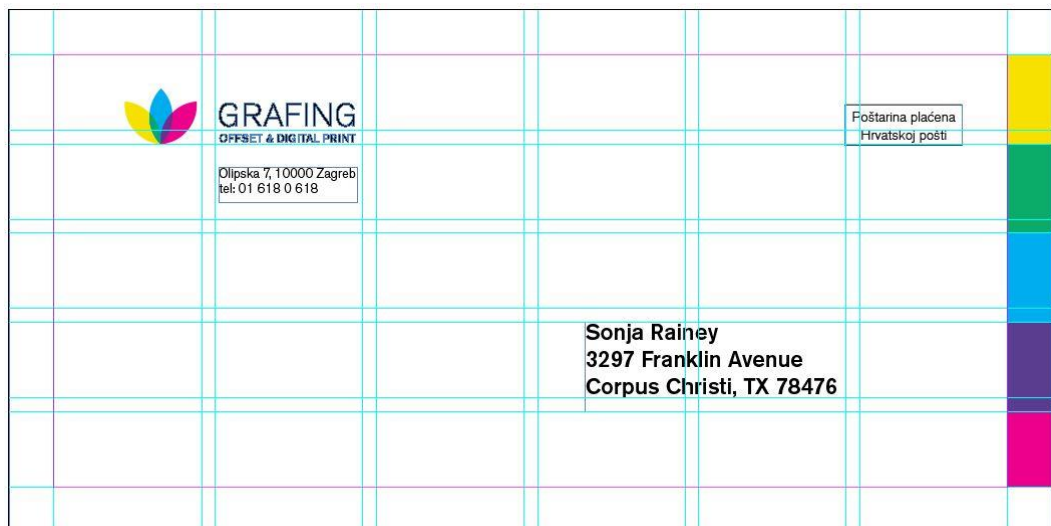 GRAFING
OFFSET & DIGITAL PRINT
Olipska 7, 10000 Zagreb
tel: 01 618 0 618
Poštarina plaćena
Hrvatskoj pošti
Sonja Rainey
3297 Franklin Avenue
Corpus Christi, TX 78476